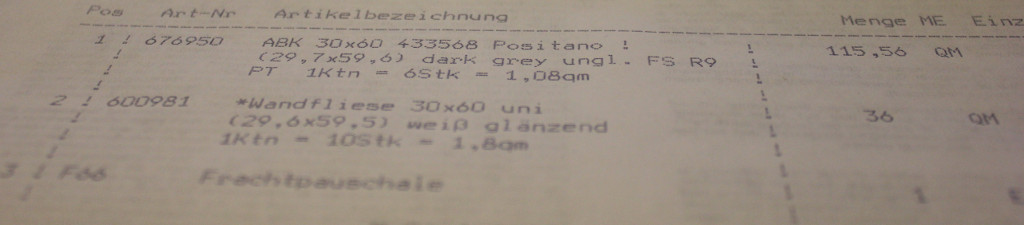 Pos Art-Nr Artikelbezeichnung Menge ME Einz
1 ! 676950 ABK 30x60 433568 Positano ! ! 115,56 QM
! (29,7x59,6) dark grey ungl. FS R9 !
! PT 1Ktn = 6Stk = 1,08qm !
2 ! 600981 *Wandfliese 30x60 uni ! 36 QM
! (29,6x59,5) weiß glänzend !
! 1Ktn = 10Stk = 1,8qm !
3 ! F66 Frachtpauschale ! 1